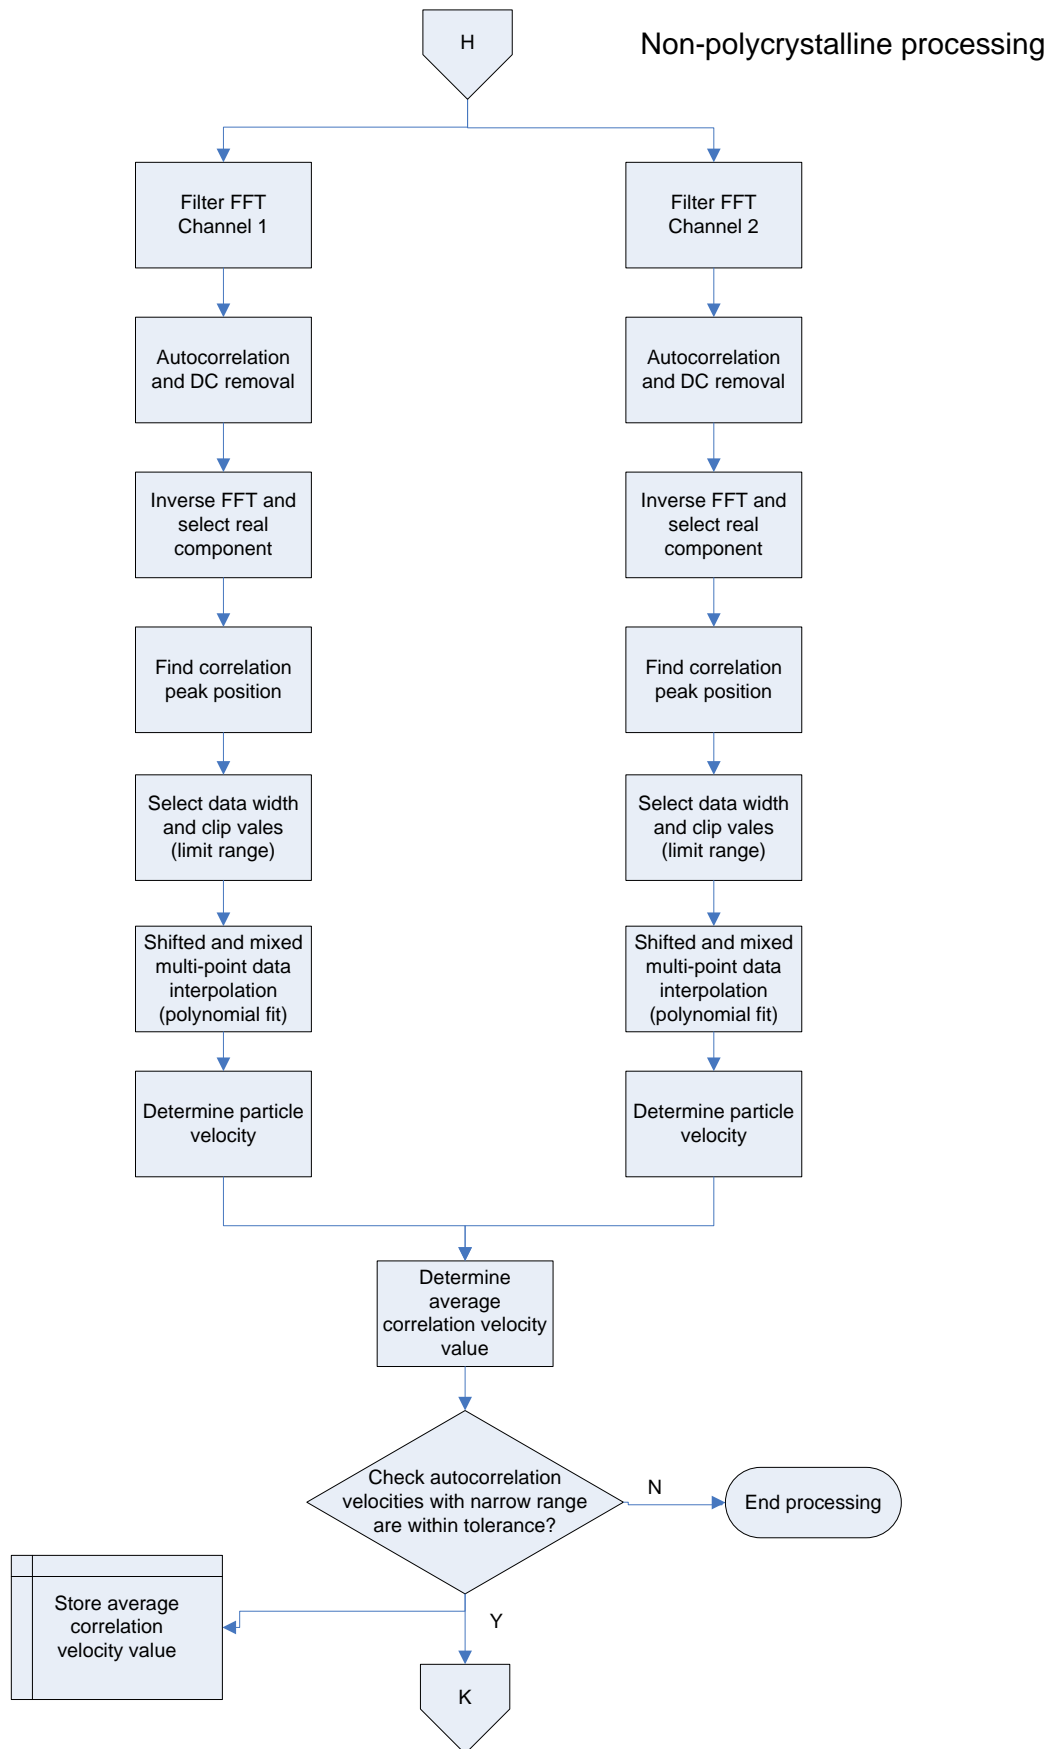 H
Non-polycrystalline processing
Filter FFT
Channel 1
Filter FFT
Channel 2
Autocorrelation
and DC removal
Autocorrelation
and DC removal
Inverse FFT and
select real
component
Inverse FFT and
select real
component
Find correlation
peak position
Find correlation
peak position
Select data width
and clip vales
(limit range)
Select data width
and clip vales
(limit range)
Shifted and mixed
multi-point data
interpolation
(polynomial fit)
Shifted and mixed
multi-point data
interpolation
(polynomial fit)
Determine particle
velocity
Determine particle
velocity
Determine
average
correlation velocity
value
Check autocorrelation
velocities with narrow range
are within tolerance?
N
End processing
Store average
correlation
velocity value
Y
K